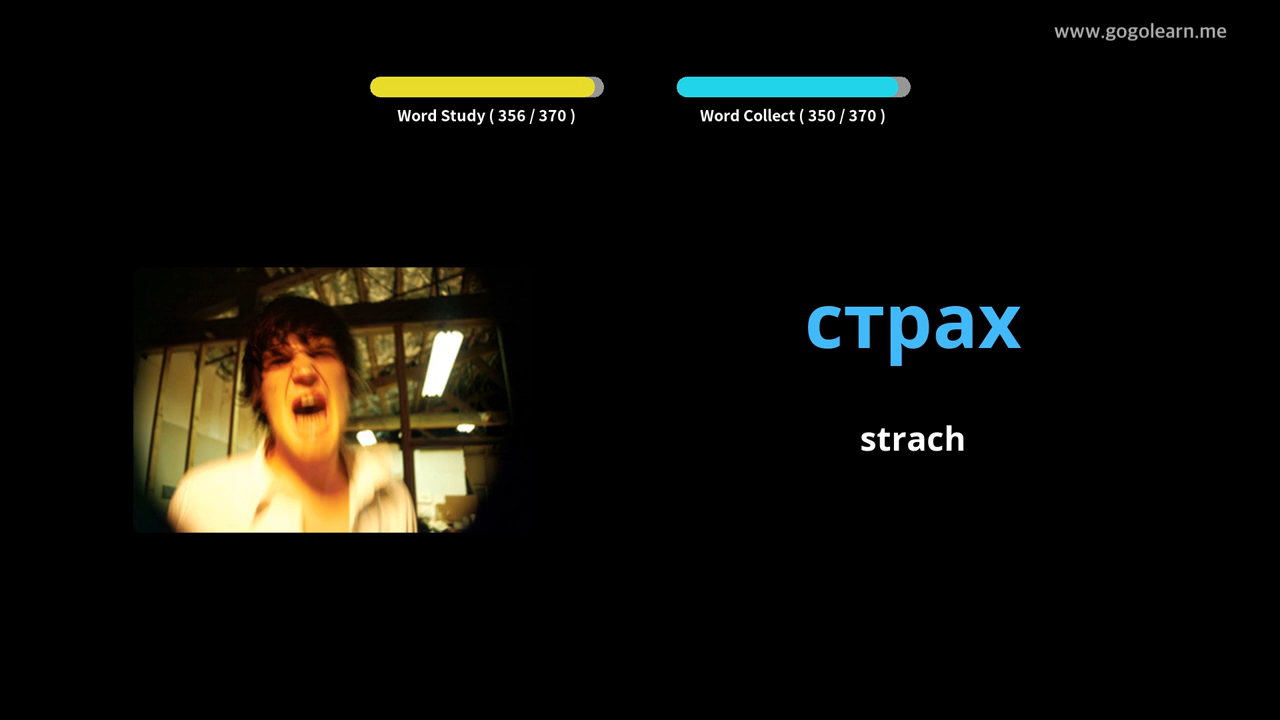 www.gogolearn.me
Word Study ( 356 / 370 )
Word Collect ( 350 / 370 )
страх
strach